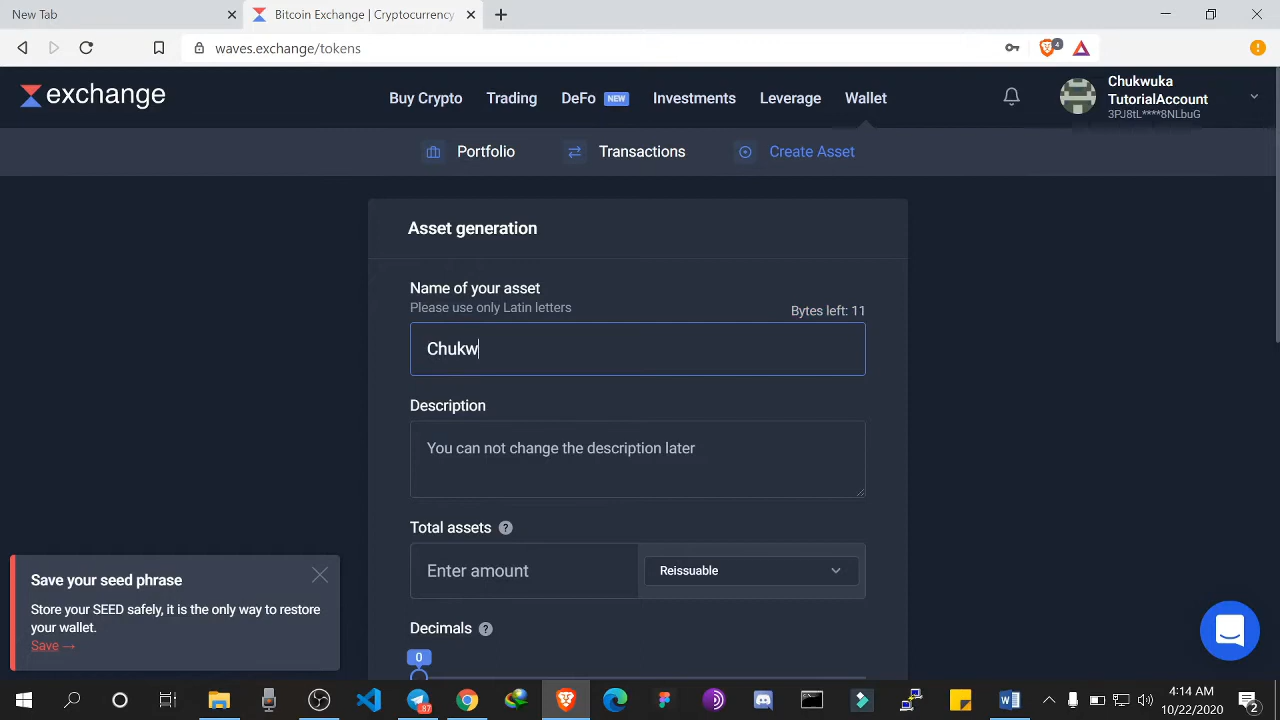 New Tab
Bitcoin Exchange | Cryptocurrency
waves.exchange/tokens
4
exchange
Buy Crypto
Trading
DeFo NEW
Investments
Leverage
Wallet
Chukwuka
TutorialAccount
3PJ8tL****8NLbuG
Portfolio
Transactions
Create Asset
Asset generation
Name of your asset
Please use only Latin letters
Bytes left: 11
Chukw
Description
You can not change the description later
Total assets ?
Enter amount
Reissuable
Decimals ?
0
Save your seed phrase
Store your SEED safely, it is the only way to restore
your wallet.
Save →
87
4:14 AM
10/22/2020
2